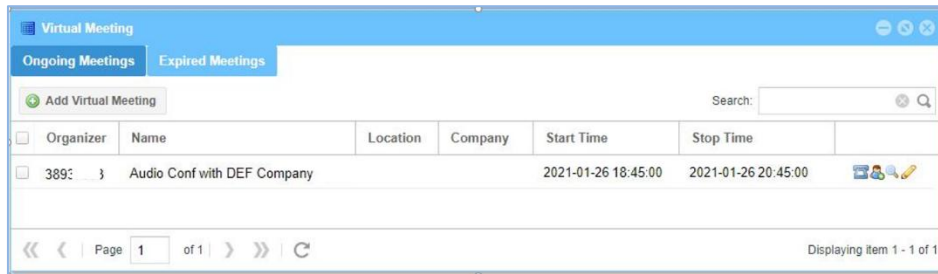 Virtual Meeting
Ongoing Meetings Expired Meetings
Add Virtual Meeting Search:
Organizer Name Location Company Start Time Stop Time
3893 3 Audio Conf with DEF Company 2021-01-26 18:45:00 2021-01-26 20:45:00
Page 1 of 1 Displaying item 1 - 1 of 1